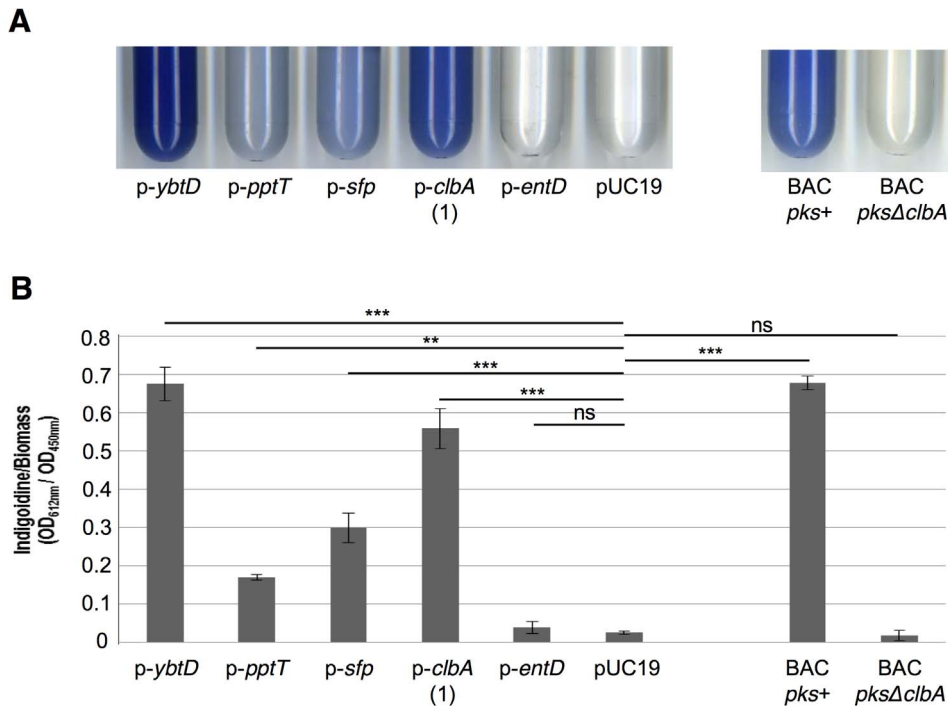 A
p-ybtD p-pptT p-sfp p-clbA p-entD pUC19 BAC BAC
(1) pks+ pksΔclbA
B
*** ns
**
*** ***
***
ns
0.8
0.7
0.6
0.5
0.4
0.3
0.2
0.1
0
Indigoidine/Biomass
(OD612nm / OD450nm)
p-ybtD p-pptT p-sfp p-clbA p-entD pUC19 BAC BAC
(1) pks+ pksΔclbA